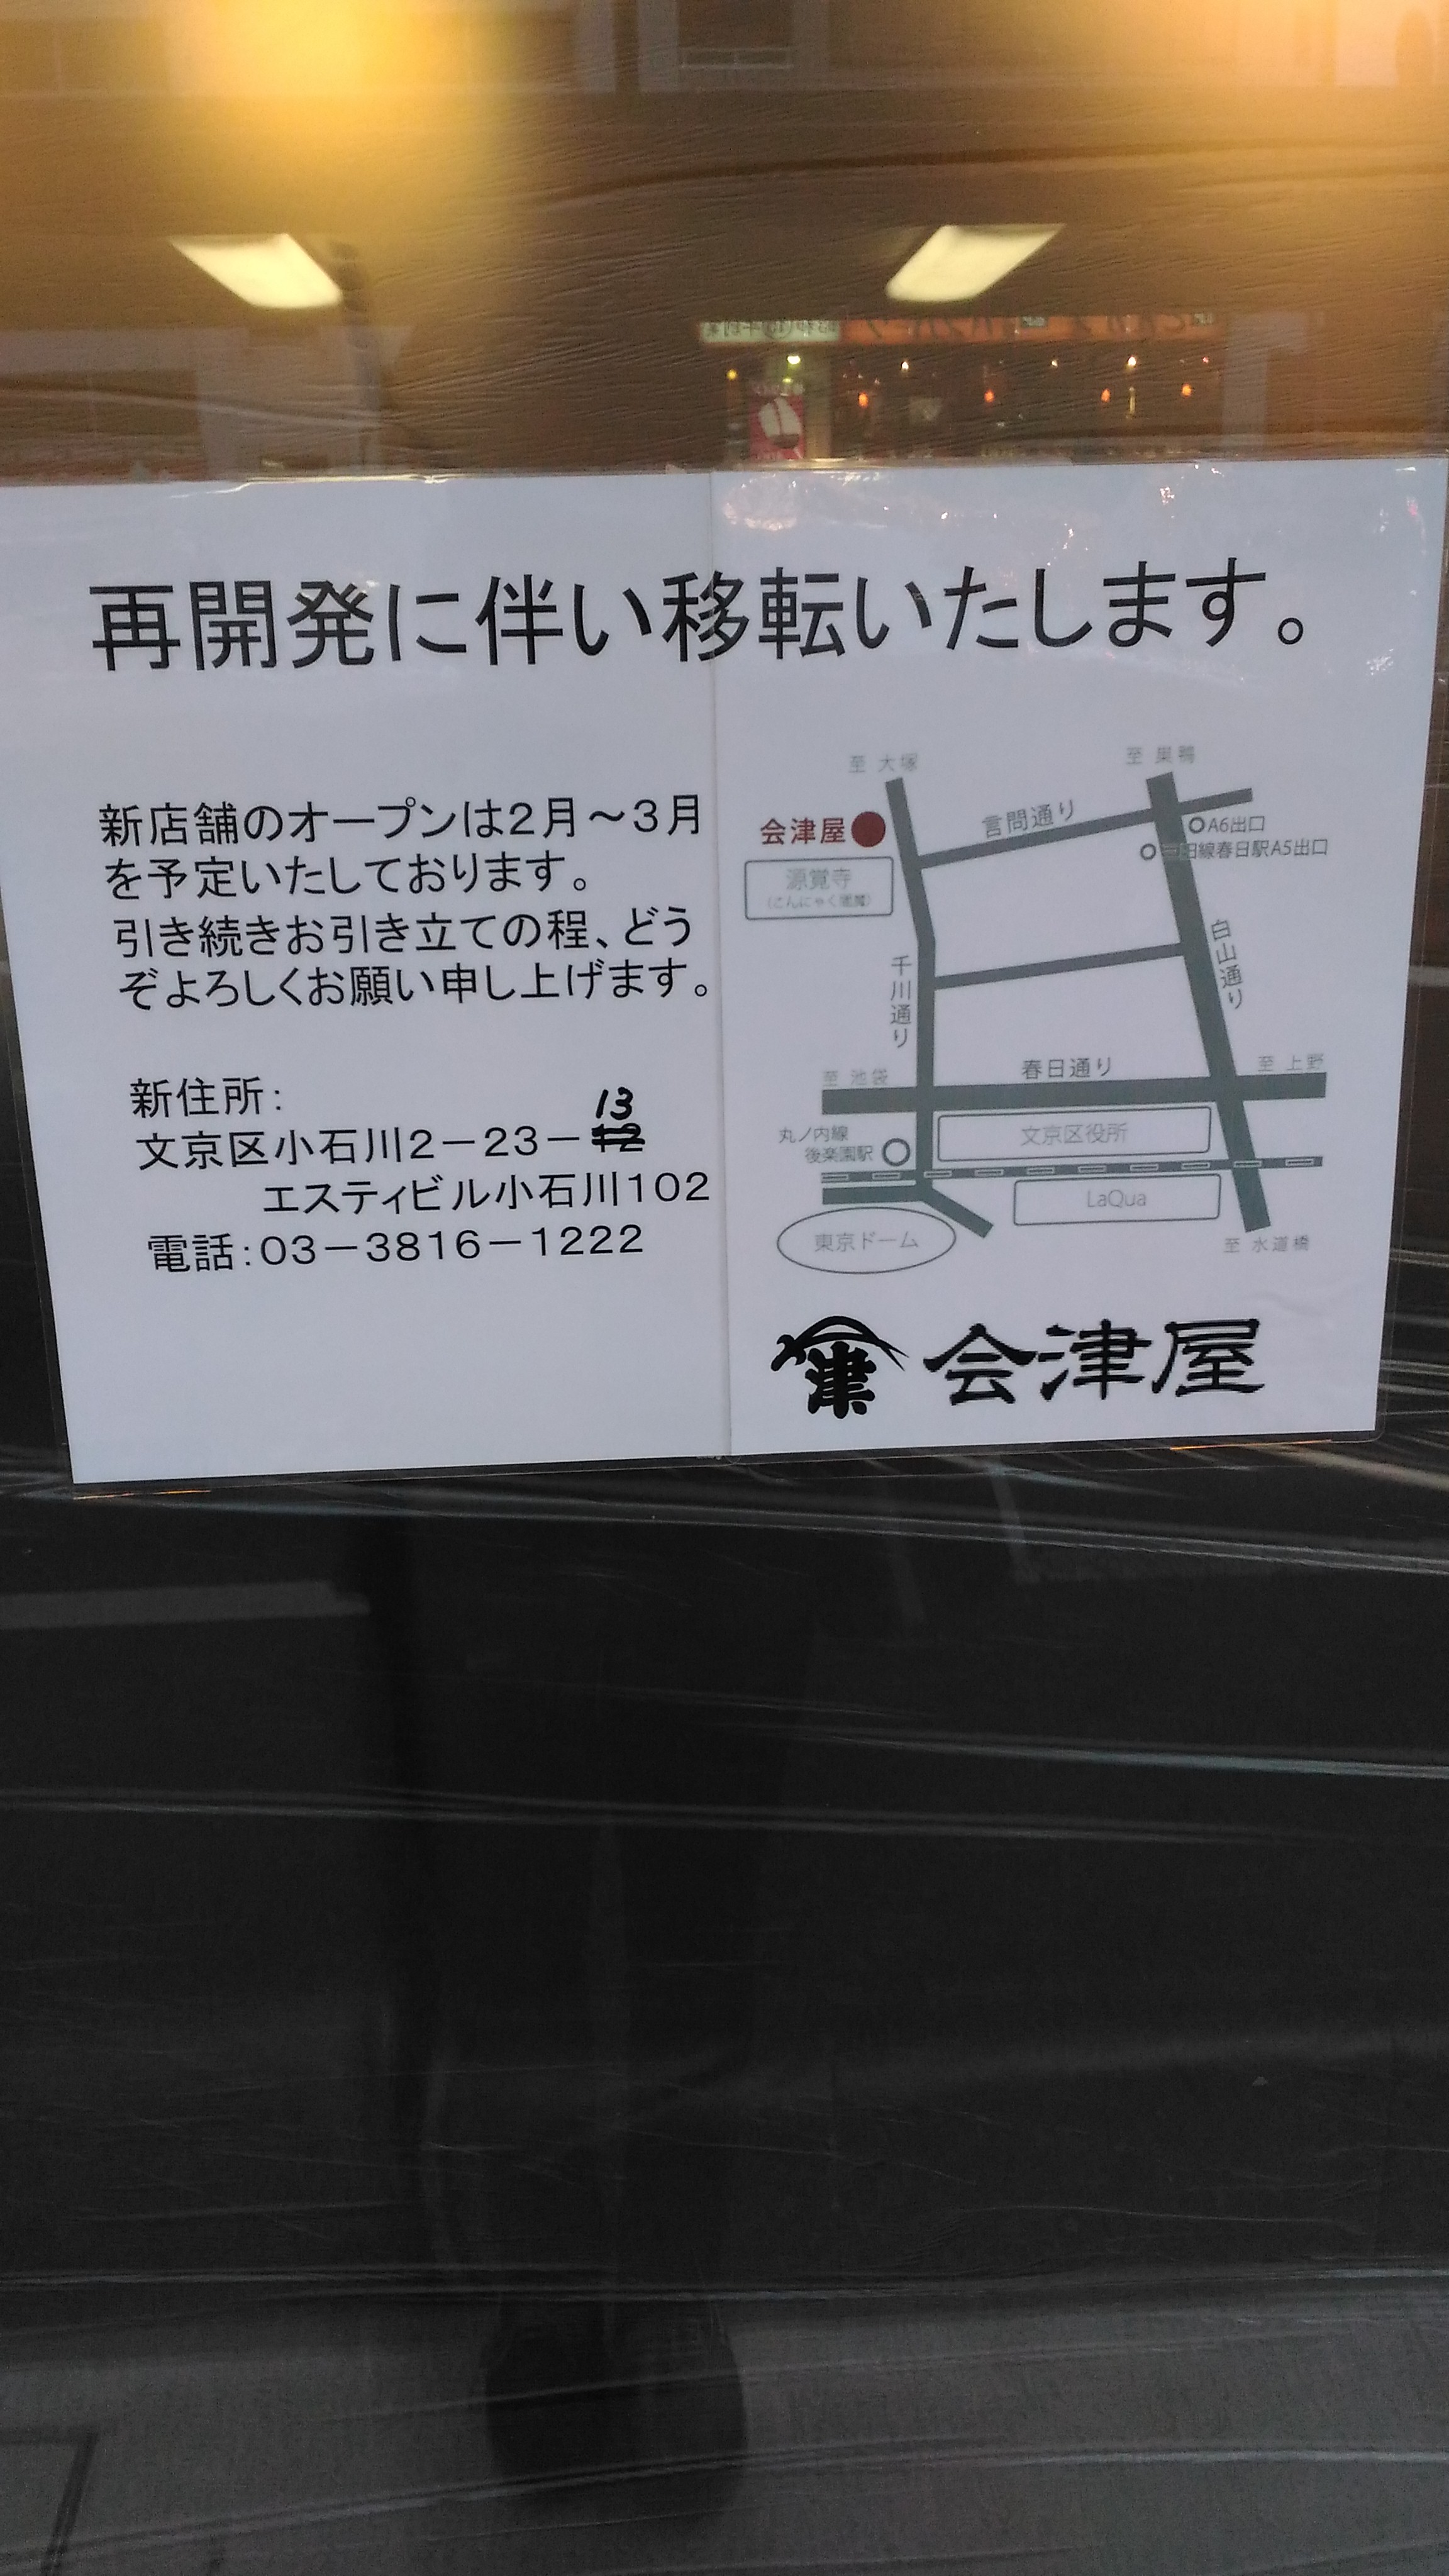 再開発に伴い移転いたします。
新店舗のオープンは2月～3月
を予定いたしております。
引き続きお引き立ての程、どう
ぞよろしくお願い申し上げます。
新住所:
13
文京区小石川2－23－12
エスティビル小石川102
電話:03－3816－1222
至 大塚
至 巣鴨
会津屋
言問通り
A6出口
三田線春日駅A5出口
源覚寺
(こんにゃく閻魔)
千川通り
白山通り
至 池袋
春日通り
至 上野
丸ノ内線
後楽園駅
文京区役所
LaQua
東京ドーム
至 水道橋
津
会津屋